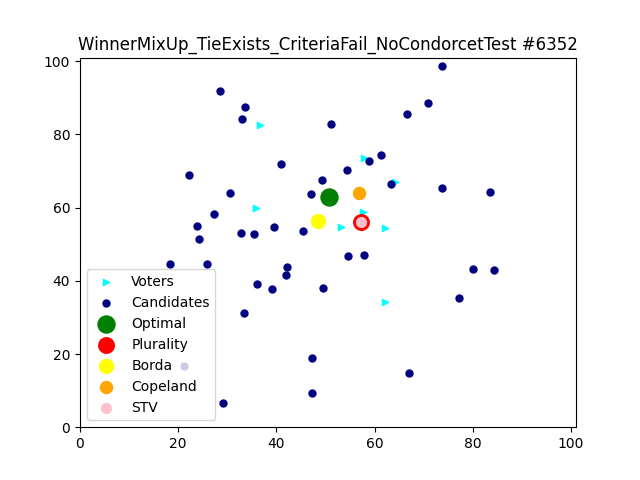 WinnerMixUp_TieExists_CriteriaFail_NoCondorcetTest #6352
100
80
60
40
20
0
Voters
Candidates
Optimal
Plurality
Borda
Copeland
STV
0 20 40 60 80 100